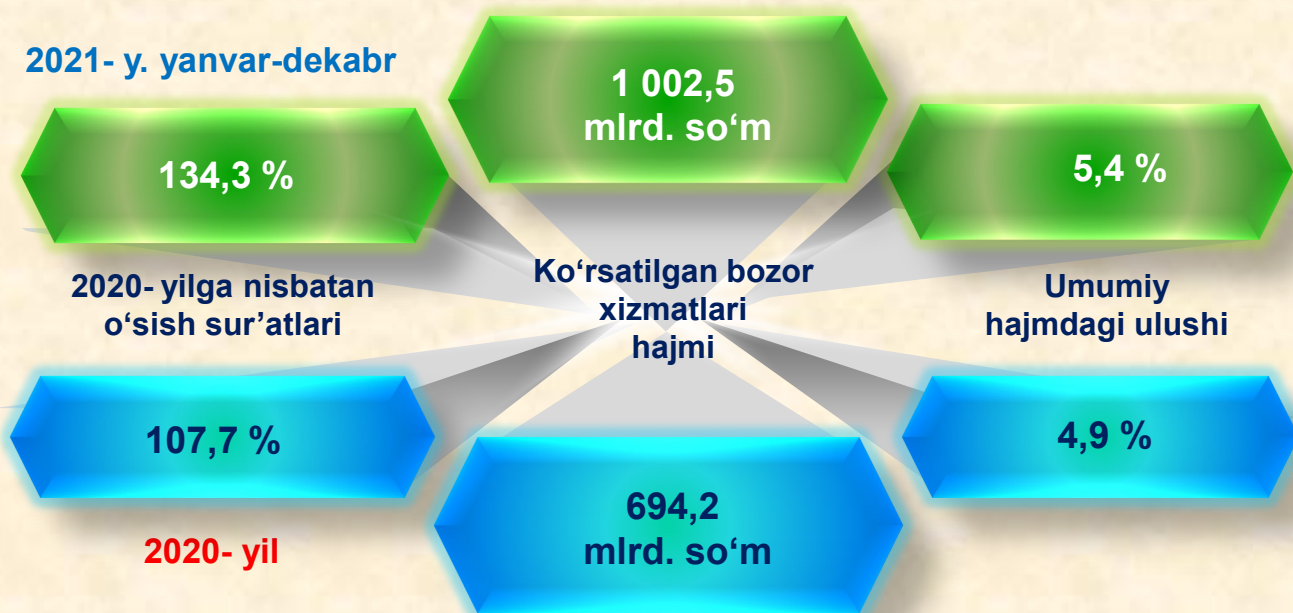 2021- y. yanvar-dekabr
1 002,5
mlrd. so‘m
134,3 %
5,4 %
2020- yilga nisbatan
o‘sish sur’atlari
Ko‘rsatilgan bozor
xizmatlari
hajmi
Umumiy
hajmdagi ulushi
107,7 %
4,9 %
694,2
mlrd. so‘m
2020- yil